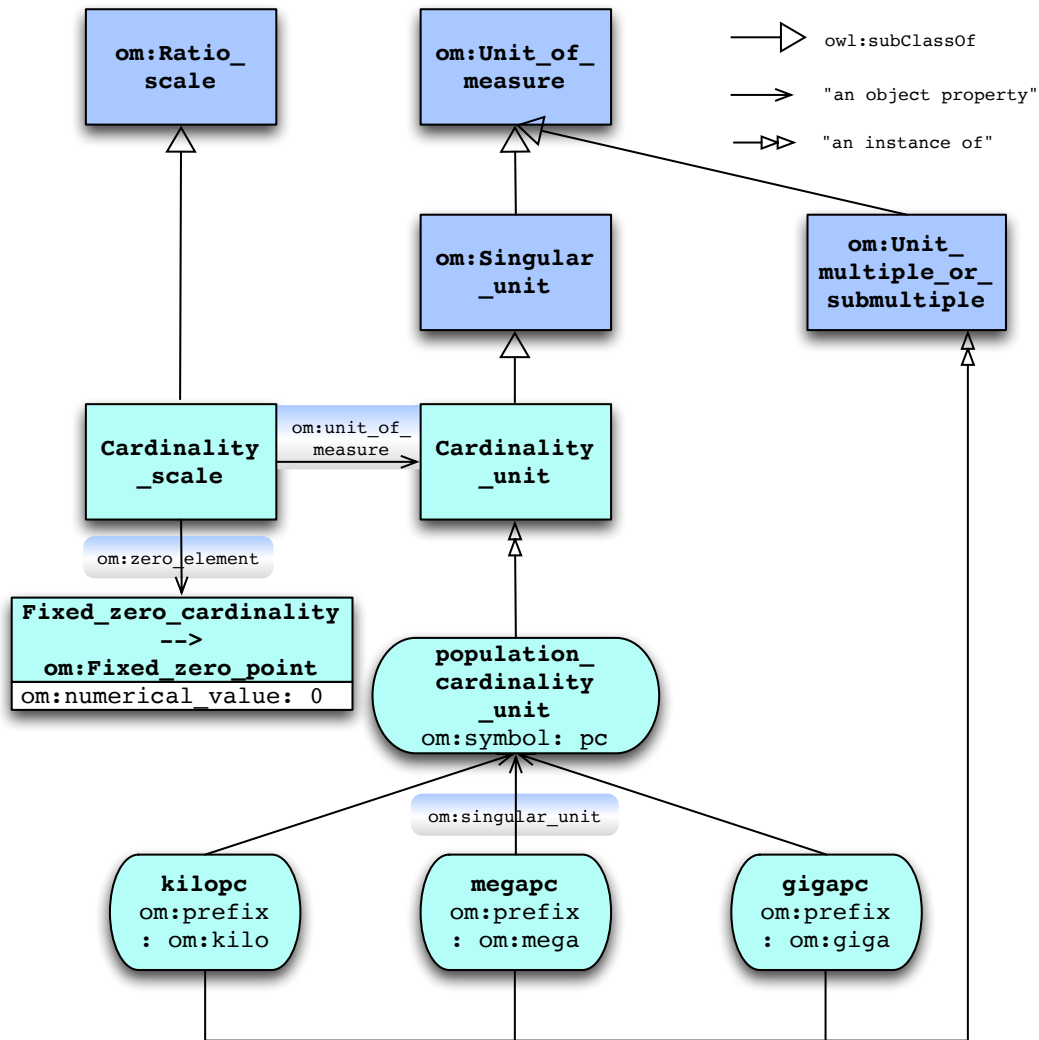 om:Ratio_
scale
om:Unit_of_
measure
owl:subClassOf
"an object property"
"an instance of"
om:Singular
_unit
om:Unit_
multiple_or_
submultiple
Cardinality
_scale
om:unit_of_
measure
Cardinality
_unit
om:zero_element
Fixed_zero_cardinality
-->
om:Fixed_zero_point
om:numerical_value: 0
population_
cardinality
_unit
om:symbol: pc
om:singular_unit
kilopc
om:prefix
: om:kilo
megapc
om:prefix
: om:mega
gigapc
om:prefix
: om:giga